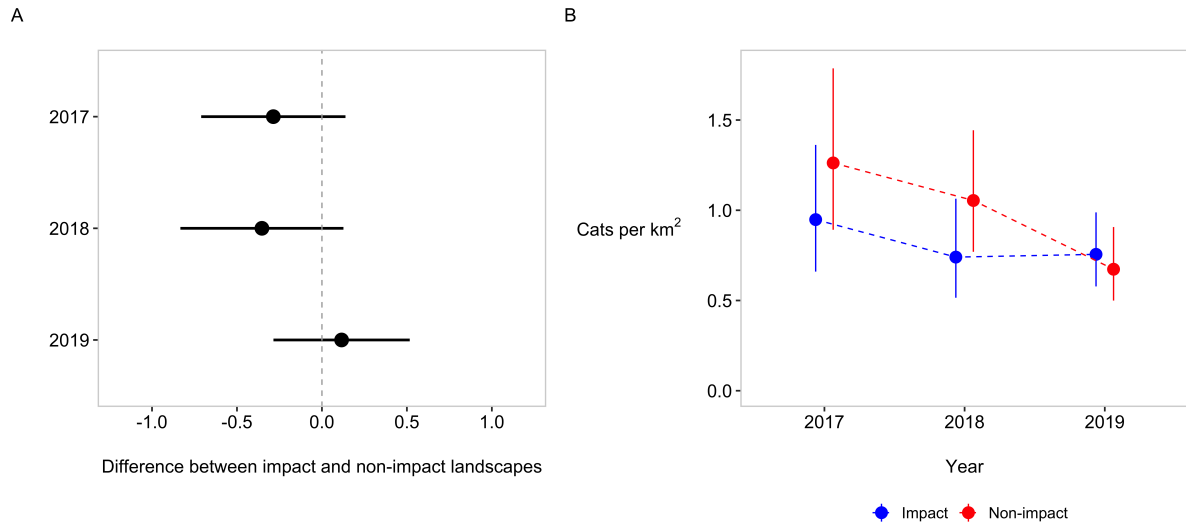 A
2017
2018
2019
-1.0 -0.5 0.0 0.5 1.0
Difference between impact and non-impact landscapes
B
Cats per km²
1.5
1.0
0.5
0.0
2017 2018 2019
Year
Impact Non-impact